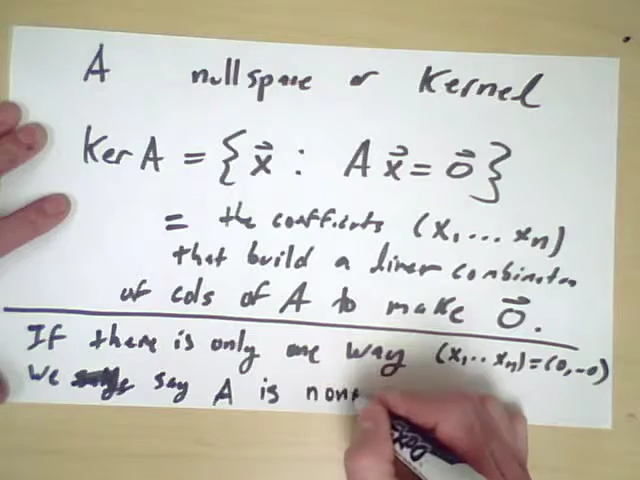 A nullspace or Kernel
Ker A = { x⃗ : A x⃗ = 0⃗ }
= the coefficients (x₁ ... xₙ)
that build a linear combination
of cols of A to make 0⃗.
If there is only one way (x₁ .. xₙ) = (0, -0)
we say A is non
EXPO